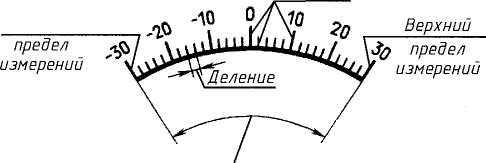 -30 -20 -10 0 10 20 30
предел
измерений
Верхний
предел
измерений
Деление